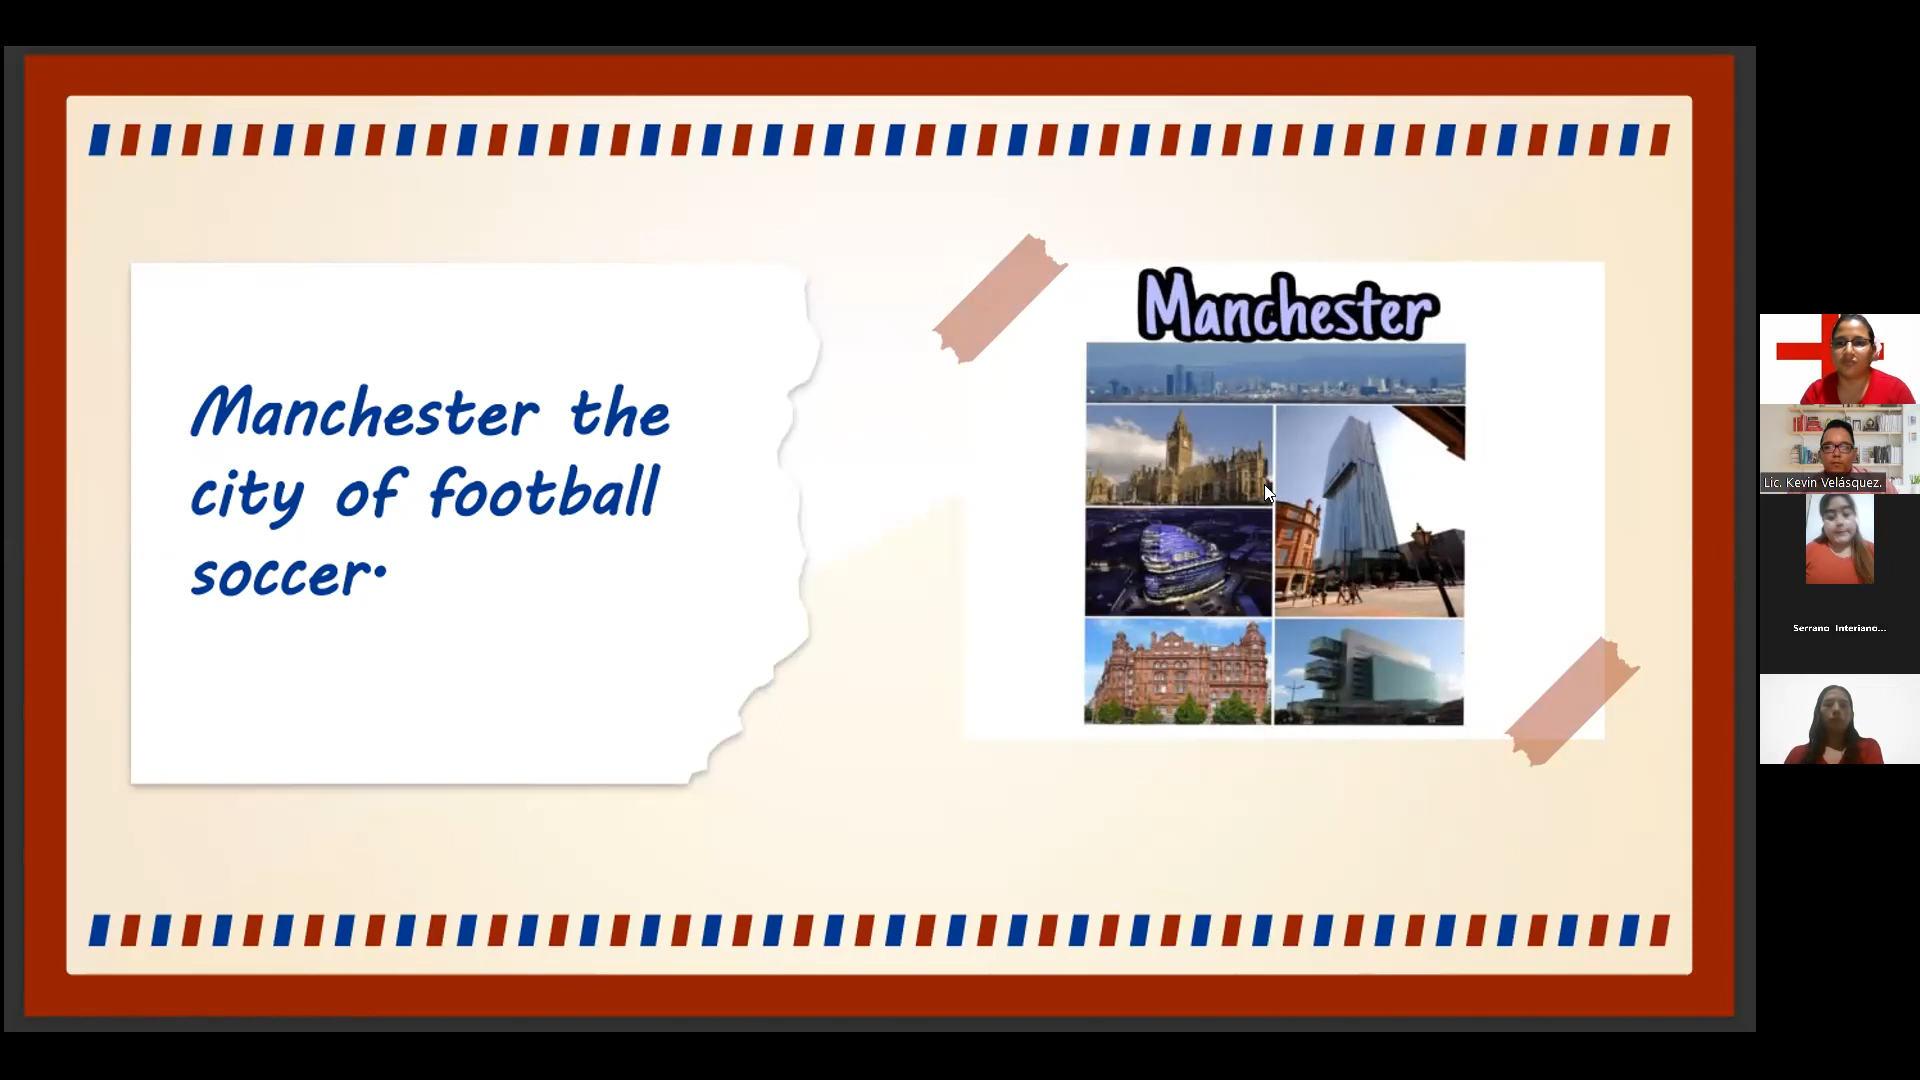 Manchester the
city of football
soccer.
Manchester
Lic. Kevin Velásquez.
Serrano Interiano...